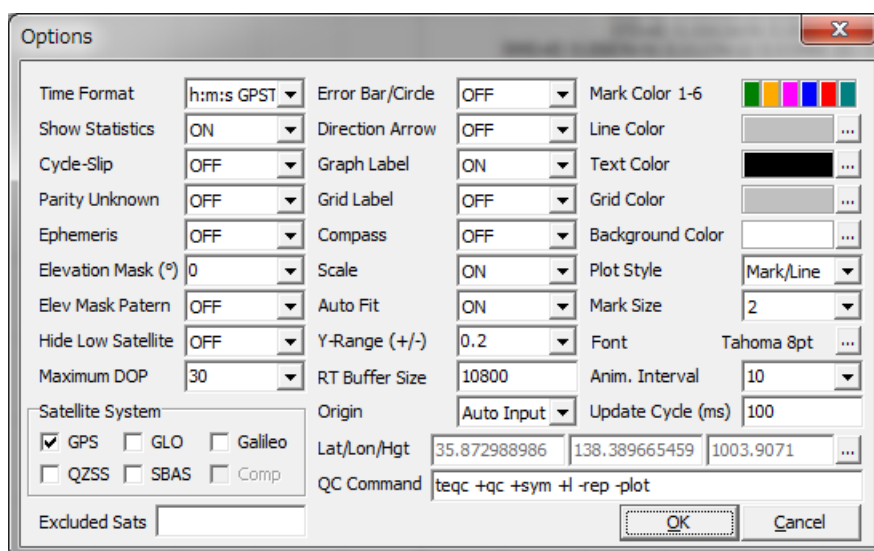 Options
Time Format h:m:s GPST Error Bar/Circle OFF Mark Color 1-6
Show Statistics ON Direction Arrow OFF Line Color ...
Cycle-Slip OFF Graph Label ON Text Color ...
Parity Unknown OFF Grid Label OFF Grid Color ...
Ephemeris OFF Compass OFF Background Color ...
Elevation Mask (°) 0 Scale ON Plot Style Mark/Line
Elev Mask Patern OFF Auto Fit ON Mark Size 2
Hide Low Satellite OFF Y-Range (+/-) 0.2 Font Tahoma 8pt ...
Maximum DOP 30 RT Buffer Size 10800 Anim. Interval 10
Satellite System Origin Auto Input Update Cycle (ms) 100
GPS GLO Galileo Lat/Lon/Hgt 35.872988986 138.389665459 1003.9071 ...
QZSS SBAS Comp QC Command teqc +qc +sym +l -rep -plot
Excluded Sats OK Cancel